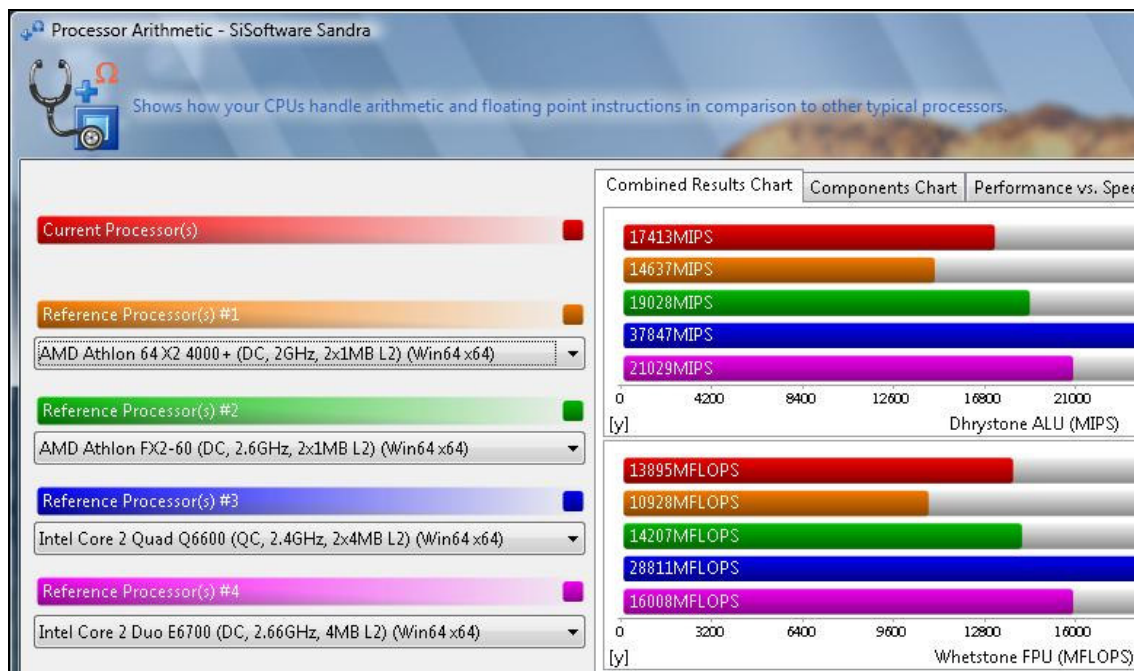 Processor Arithmetic - SiSoftware Sandra
Ω
Shows how your CPUs handle arithmetic and floating point instructions in comparison to other typical processors.
Combined Results Chart
Components Chart
Performance vs. Spee
Current Processor(s)
Reference Processor(s) #1
AMD Athlon 64 X2 4000+ (DC, 2GHz, 2x1MB L2) (Win64 x64)
Reference Processor(s) #2
AMD Athlon FX2-60 (DC, 2.6GHz, 2x1MB L2) (Win64 x64)
Reference Processor(s) #3
Intel Core 2 Quad Q6600 (QC, 2.4GHz, 2x4MB L2) (Win64 x64)
Reference Processor(s) #4
Intel Core 2 Duo E6700 (DC, 2.66GHz, 4MB L2) (Win64 x64)
17413MIPS
14637MIPS
19028MIPS
37847MIPS
21029MIPS
0 4200 8400 12600 16800 21000
[y] Dhrystone ALU (MIPS)
13895MFLOPS
10928MFLOPS
14207MFLOPS
28811MFLOPS
16008MFLOPS
0 3200 6400 9600 12800 16000
[y] Whetstone FPU (MFLOPS)